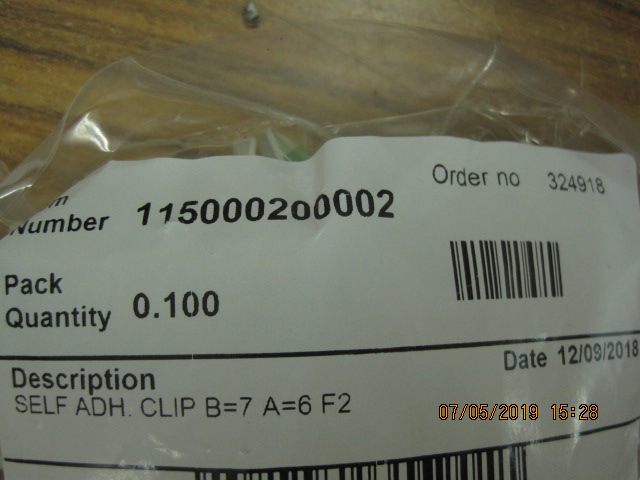 Order no 324918
Number 115000200002
Pack
Quantity 0.100
Date 12/09/2018
Description
SELF ADH. CLIP B=7 A=6 F2
07/05/2019 15:28